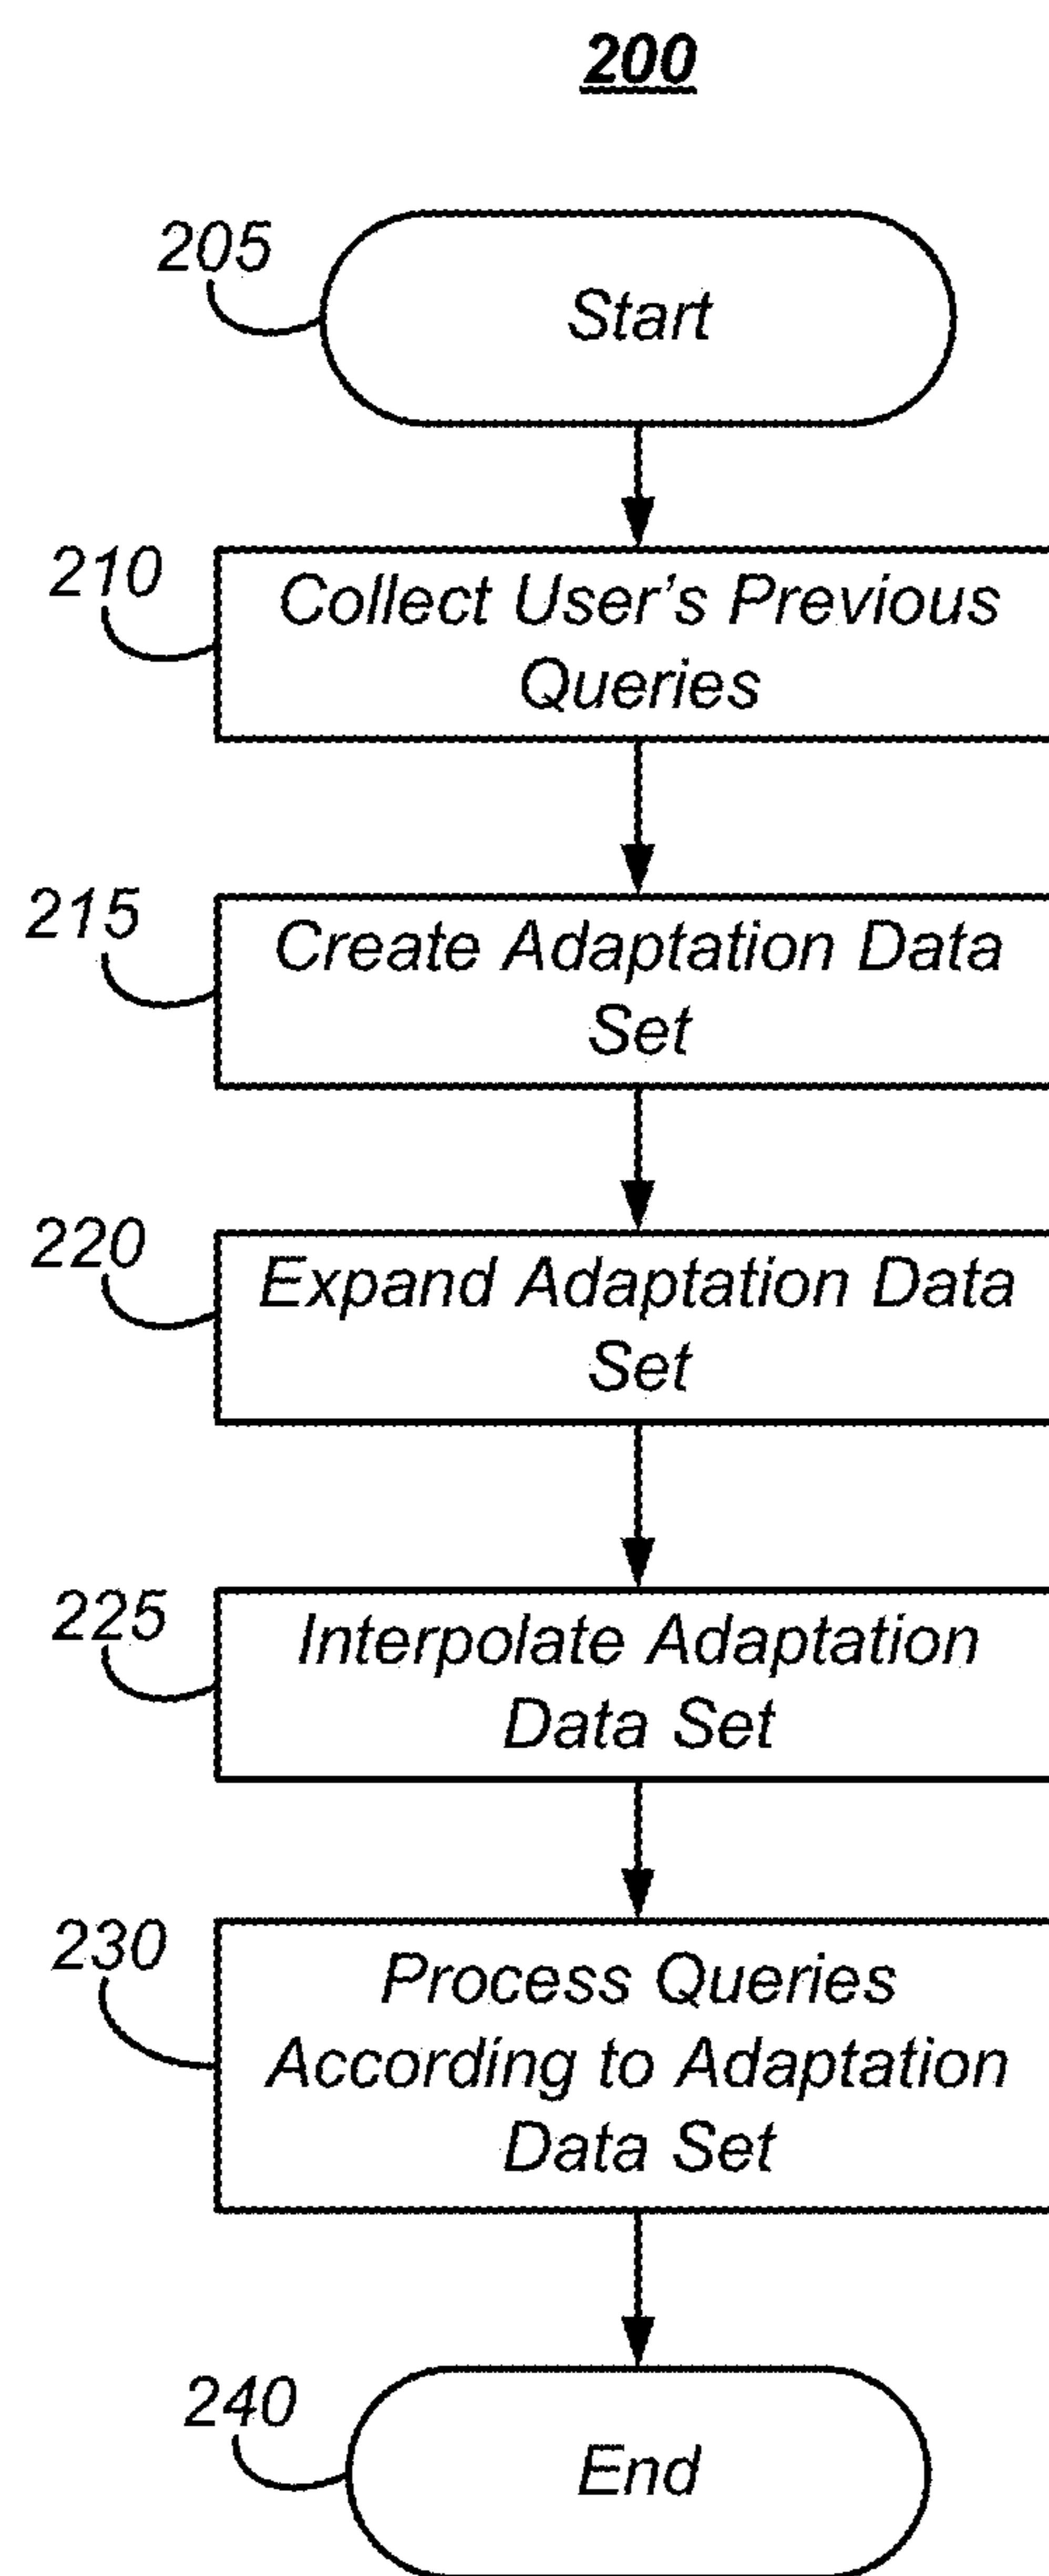 200
205
Start
210
Collect User's Previous
Queries
215
Create Adaptation Data
Set
220
Expand Adaptation Data
Set
225
Interpolate Adaptation
Data Set
230
Process Queries
According to Adaptation
Data Set
240
End